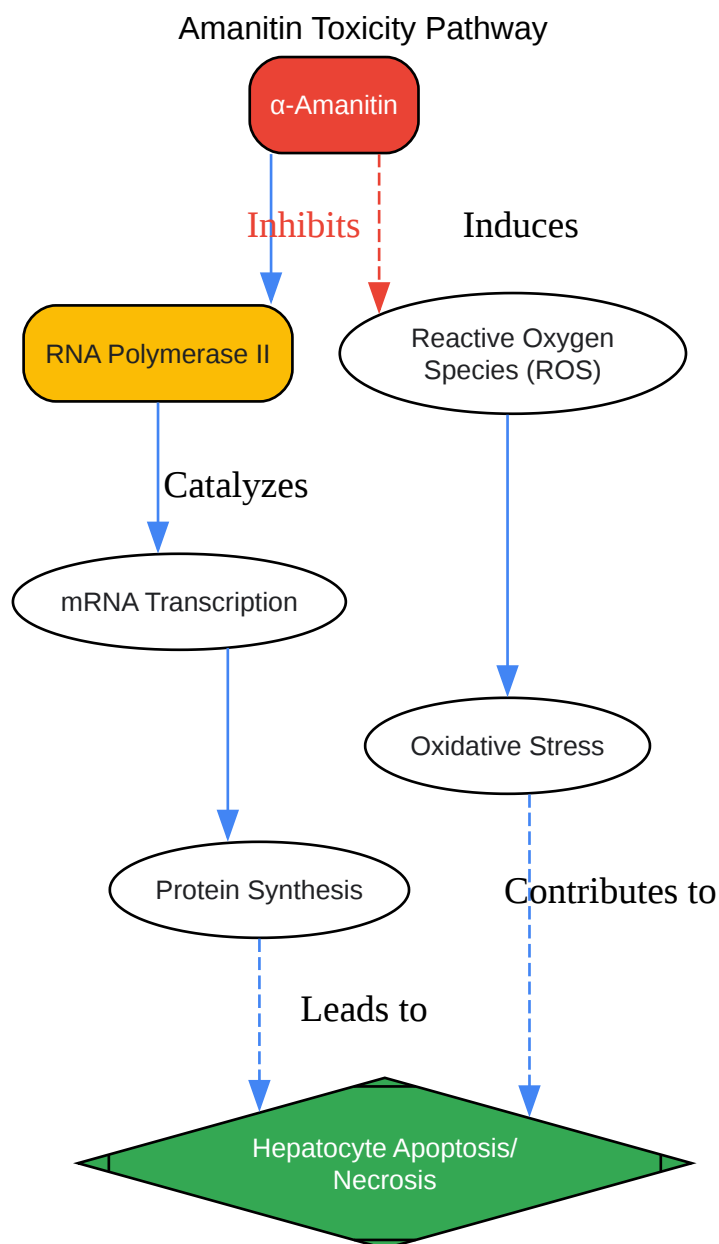 Amanitin Toxicity Pathway
α-Amanitin
Inhibits
Induces
RNA Polymerase II
Reactive Oxygen
Species (ROS)
Catalyzes
mRNA Transcription
Oxidative Stress
Protein Synthesis
Contributes to
Leads to
Hepatocyte Apoptosis/
Necrosis